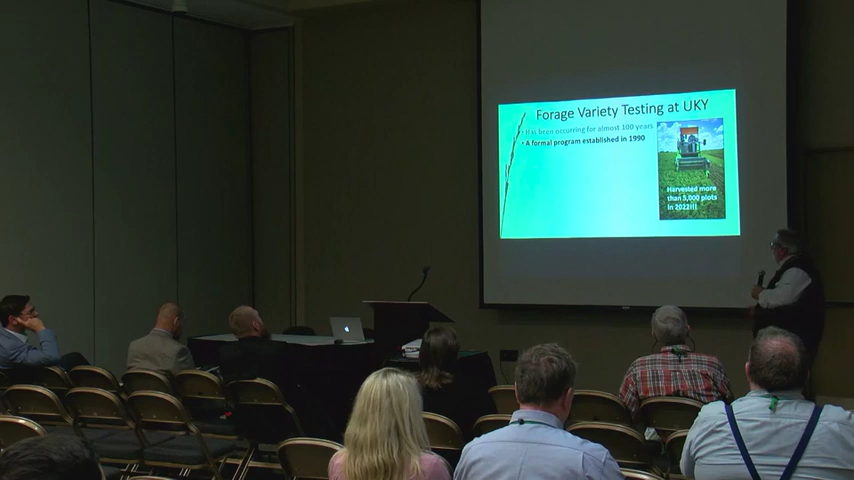 Forage Variety Testing at UKY
• Has been occurring for almost 100 years
• A formal program established in 1990
Harvested more
than 5,000 plots
in 2022!!!